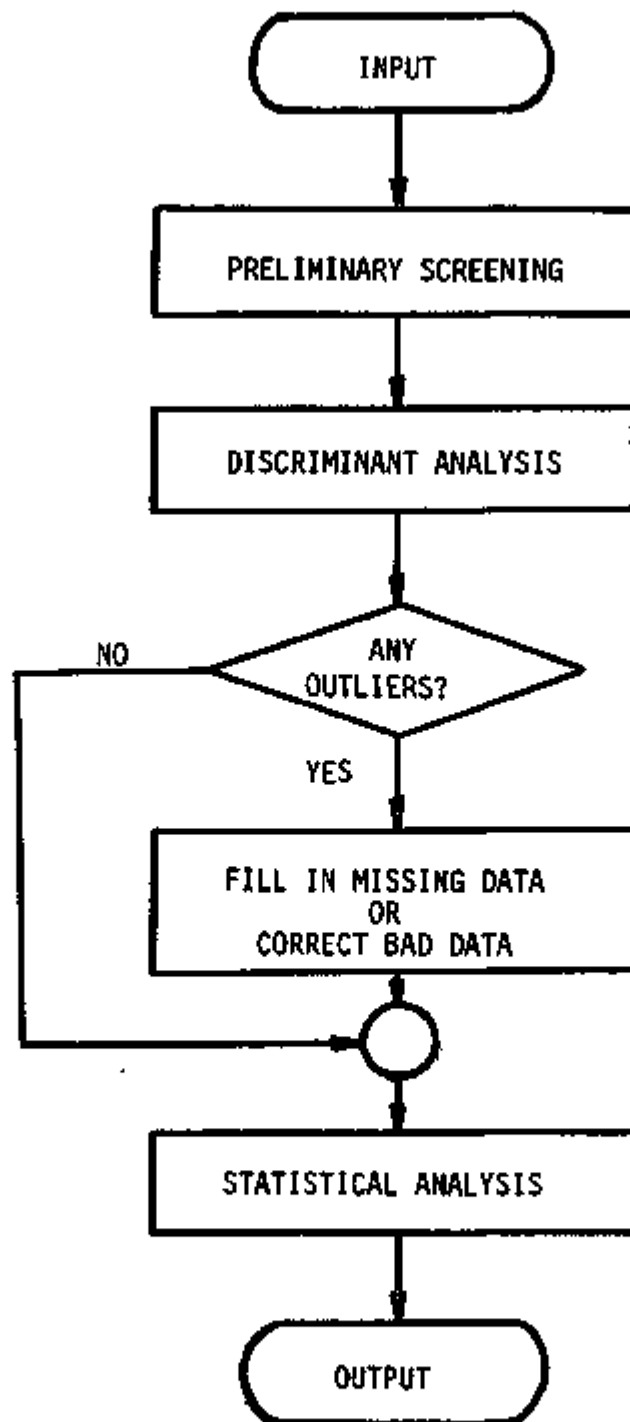 INPUT
PRELIMINARY SCREENING
DISCRIMINANT ANALYSIS
ANY
OUTLIERS?
NO
YES
FILL IN MISSING DATA
OR
CORRECT BAD DATA
STATISTICAL ANALYSIS
OUTPUT